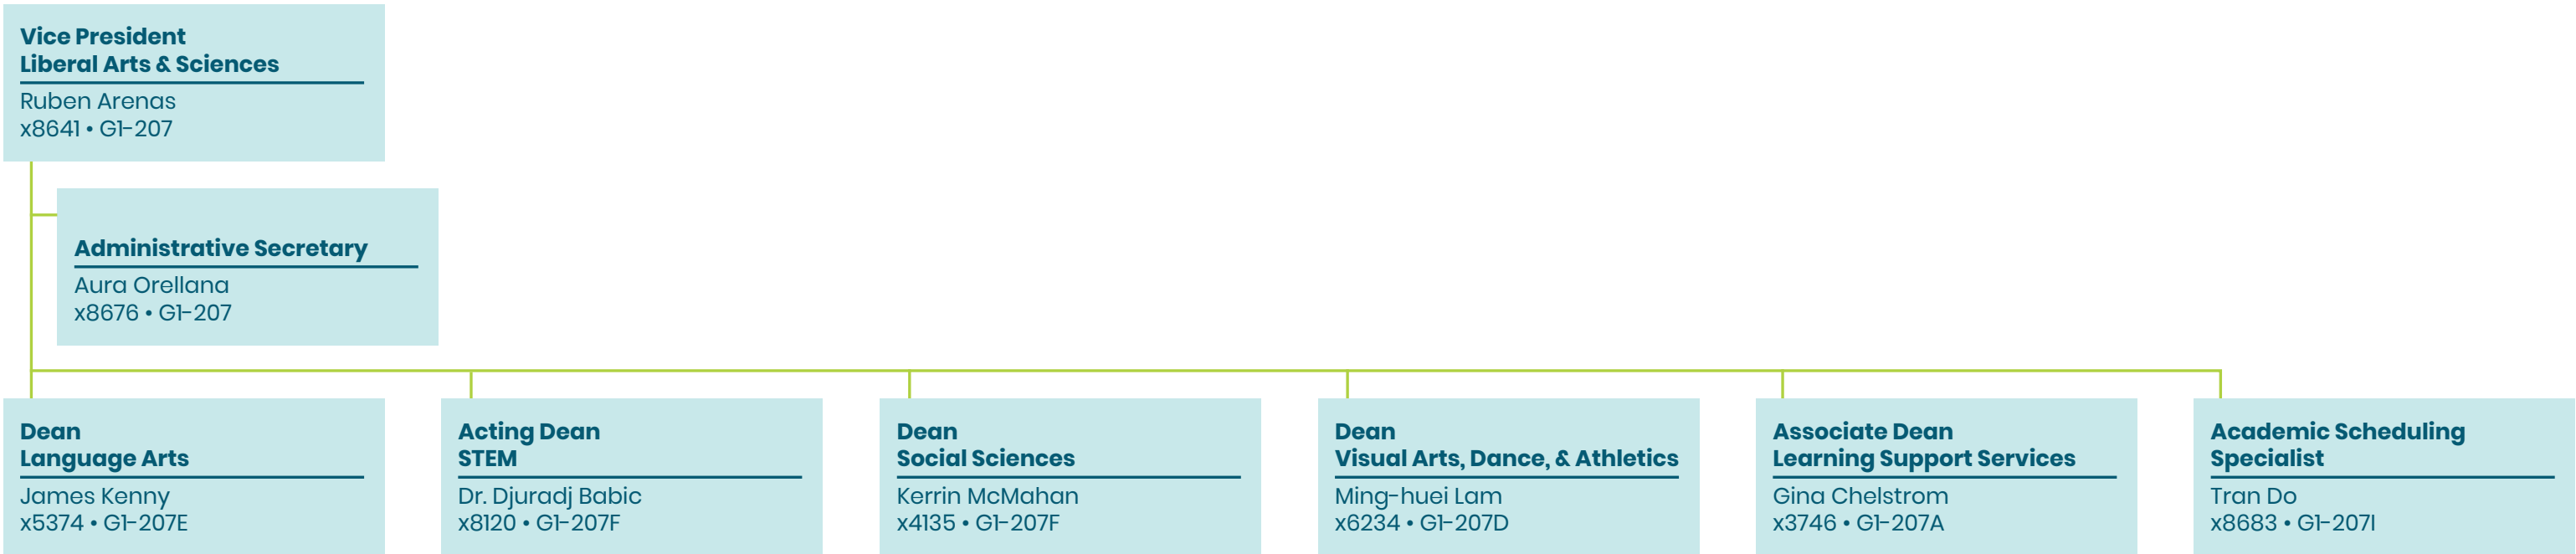 Vice President
Liberal Arts & Sciences
Ruben Arenas
x8641 • G1-207
Administrative Secretary
Aura Orellana
x8676 • G1-207
Dean
Language Arts
James Kenny
x5374 • G1-207E
Acting Dean
STEM
Dr. Djuradj Babic
x8120 • G1-207F
Dean
Social Sciences
Kerrin McMahan
x4135 • G1-207F
Dean
Visual Arts, Dance, & Athletics
Ming-huei Lam
x6234 • G1-207D
Associate Dean
Learning Support Services
Gina Chelstrom
x3746 • G1-207A
Academic Scheduling
Specialist
Tran Do
x8683 • G1-207I